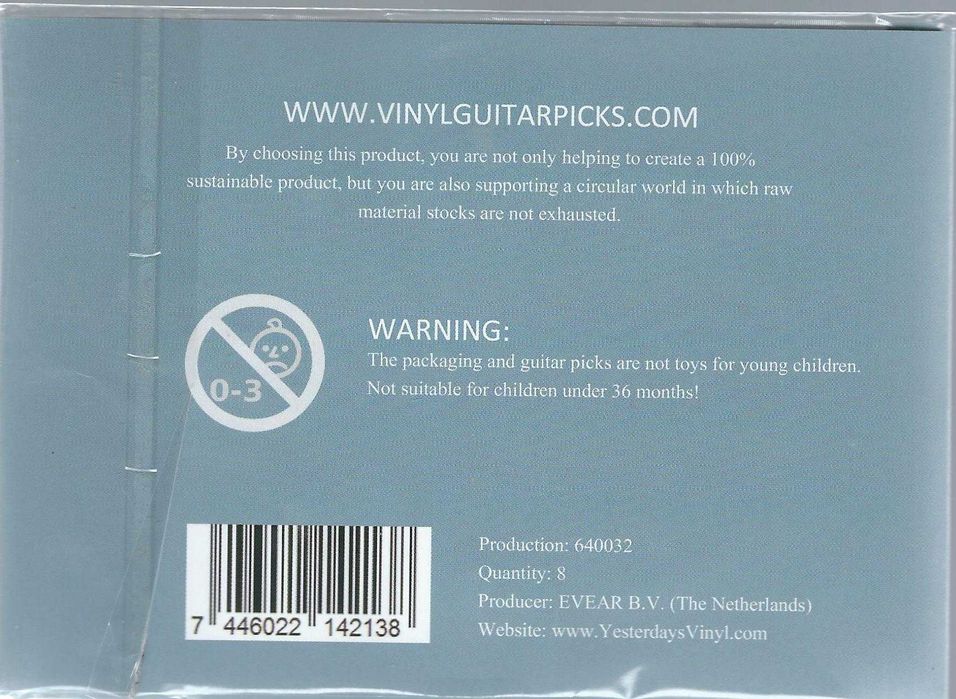 WWW.VINYLGUITARPICKS.COM
By choosing this product, you are not only helping to create a 100%
sustainable product, but you are also supporting a circular world in which raw
material stocks are not exhausted.
0-3
WARNING:
The packaging and guitar picks are not toys for young children.
Not suitable for children under 36 months!
7 446022 142138
Production: 640032
Quantity: 8
Producer: EVEAR B.V. (The Netherlands)
Website: www.YesterdaysVinyl.com